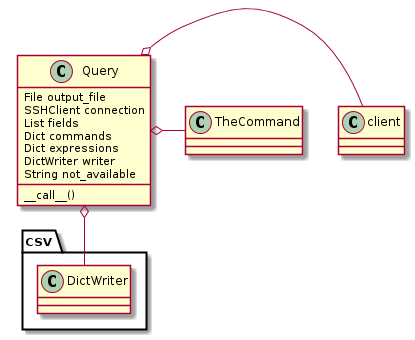 C Query
File output_file
SSHClient connection
List fields
Dict commands
Dict expressions
DictWriter writer
String not_available
__call__()
C TheCommand
C client
CSV
C DictWriter